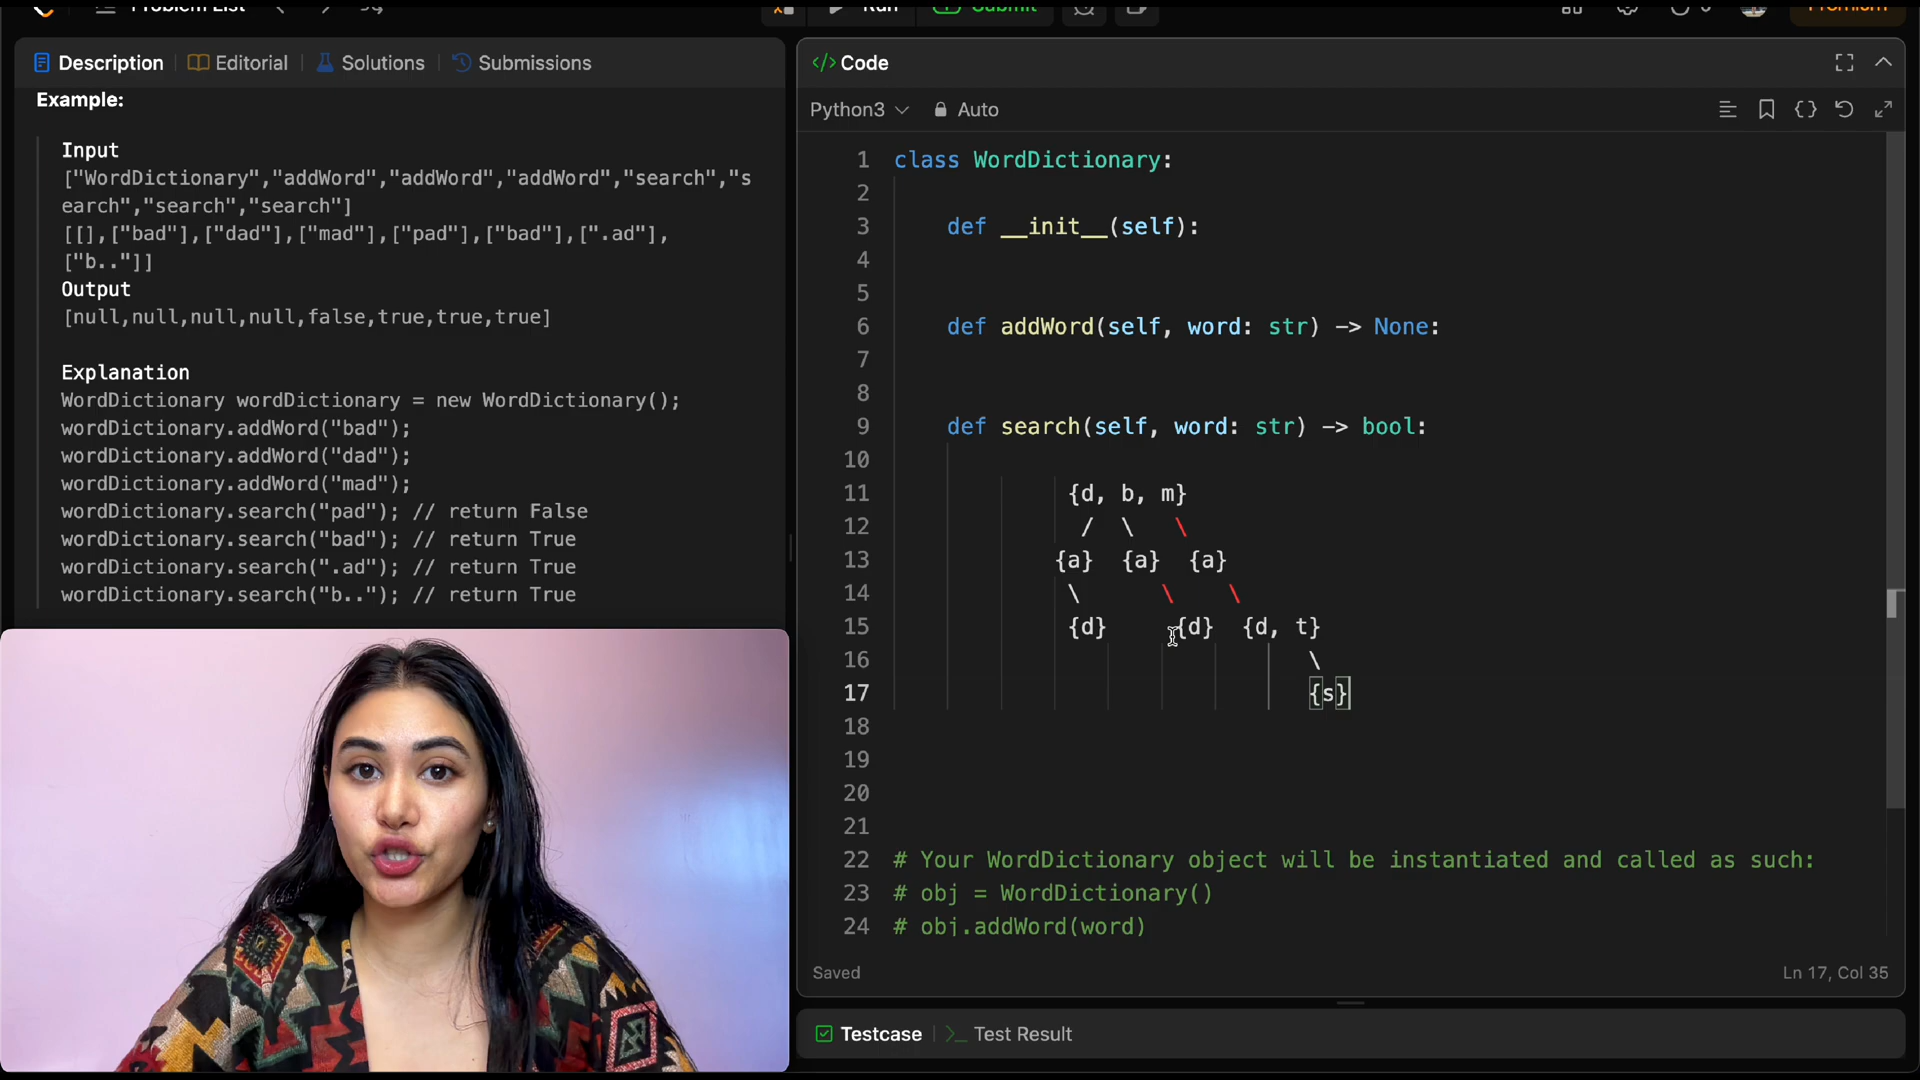 Problem List
Run
Submit
Premium
Description
Editorial
Solutions
Submissions
Example:
Input
["WordDictionary","addWord","addWord","addWord","search","s
earch","search","search"]
[[],["bad"],["dad"],["mad"],["pad"],["bad"],[".ad"],
["b.."]]
Output
[null,null,null,null,false,true,true,true]
Explanation
WordDictionary wordDictionary = new WordDictionary();
wordDictionary.addWord("bad");
wordDictionary.addWord("dad");
wordDictionary.addWord("mad");
wordDictionary.search("pad"); // return False
wordDictionary.search("bad"); // return True
wordDictionary.search(".ad"); // return True
wordDictionary.search("b.."); // return True
</> Code
Python3
Auto
1 class WordDictionary:
2
3 def __init__(self):
4
5
6 def addWord(self, word: str) -> None:
7
8
9 def search(self, word: str) -> bool:
10
11 {d, b, m}
12 / \ \
13 {a} {a} {a}
14 \ \ \
15 {d} {d} {d, t}
16 \
17 {s}
18
19
20
21
22 # Your WordDictionary object will be instantiated and called as such:
23 # obj = WordDictionary()
24 # obj.addWord(word)
Saved
Ln 17, Col 35
Testcase
>_ Test Result